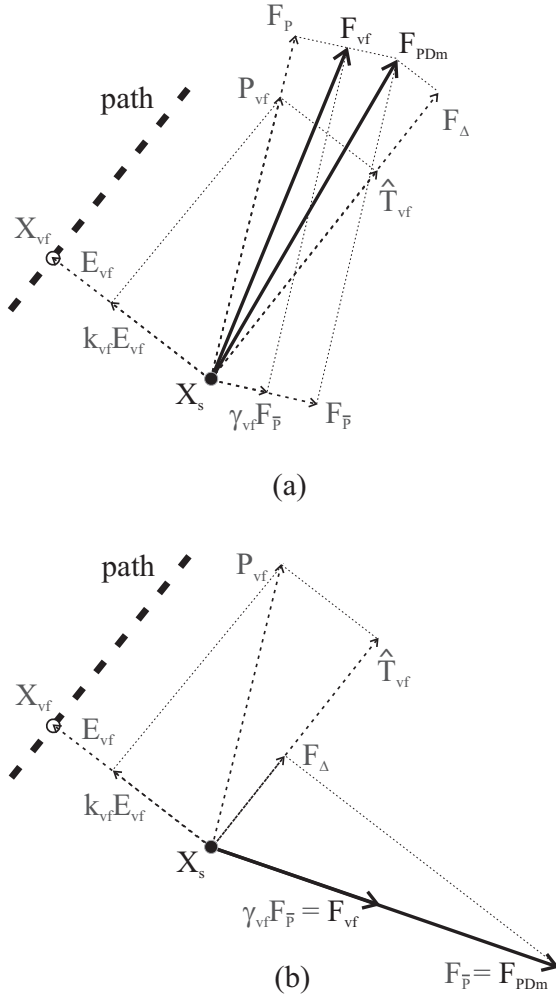 F_P F_vf F_PDm
path P_vf F_Δ
T̂_vf
X_vf E_vf
k_vf E_vf
X_s γ_vf F_P̄ F_P̄
(a)
path P_vf
T̂_vf
X_vf E_vf
F_Δ
k_vf E_vf
X_s
γ_vf F_P̄ = F_vf
F_P̄ = F_PDm
(b)